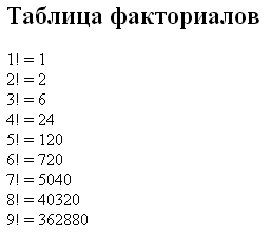 Таблица факториалов
1! = 1
2! = 2
3! = 6
4! = 24
5! = 120
6! = 720
7! = 5040
8! = 40320
9! = 362880